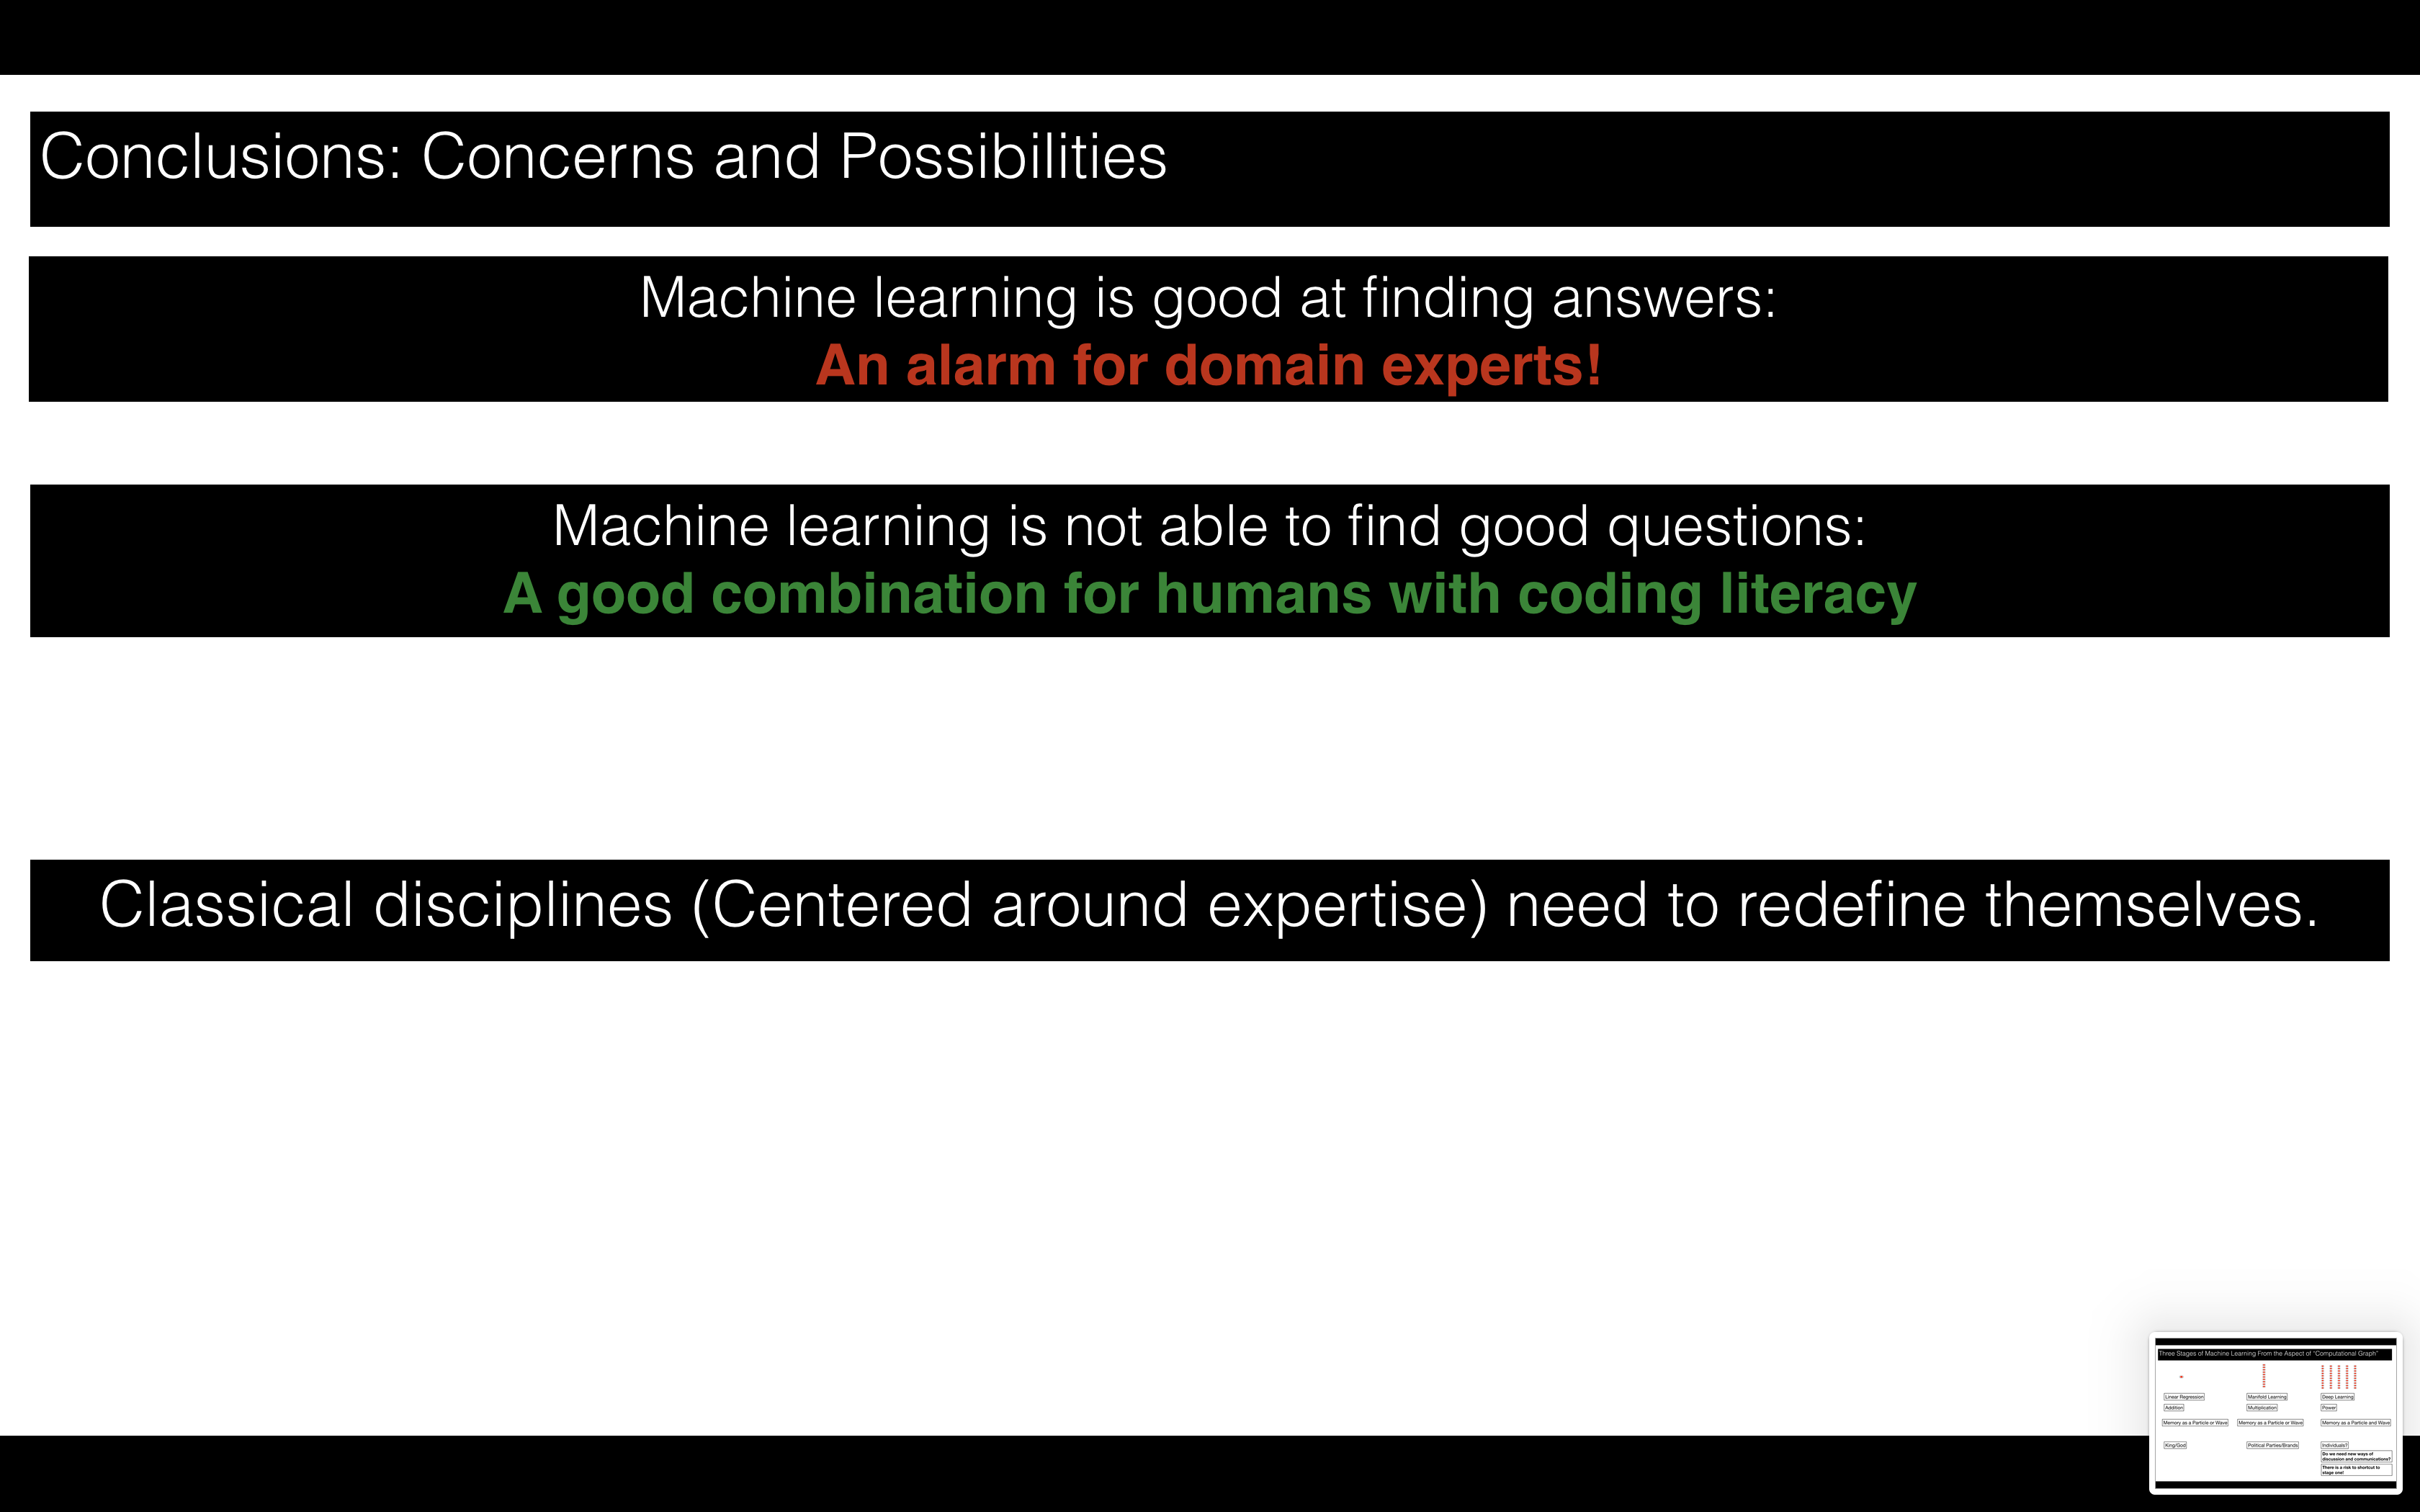 Conclusions: Concerns and Possibilities
Machine learning is good at finding answers:
An alarm for domain experts!
Machine learning is not able to find good questions:
A good combination for humans with coding literacy
Classical disciplines (Centered around expertise) need to redefine themselves.
Three Stages of Machine Learning From the Aspect of "Computational Graph"
Linear Regression
Manifold Learning
Deep Learning
Addition
Multiplication
Power
Memory as a Particle or Wave
Memory as a Particle or Wave
Memory as a Particle and Wave
King/God
Political Parties/Brands
Individuals?
Do we need new ways of
discussion and communications?
There is a risk to shortcut to
stage one!